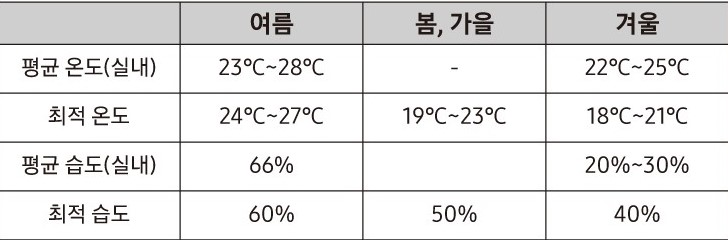 여름 봄, 가을 겨울
평균 온도(실내) 23℃~28℃ - 22℃~25℃
최적 온도 24℃~27℃ 19℃~23℃ 18℃~21℃
평균 습도(실내) 66% 20%~30%
최적 습도 60% 50% 40%